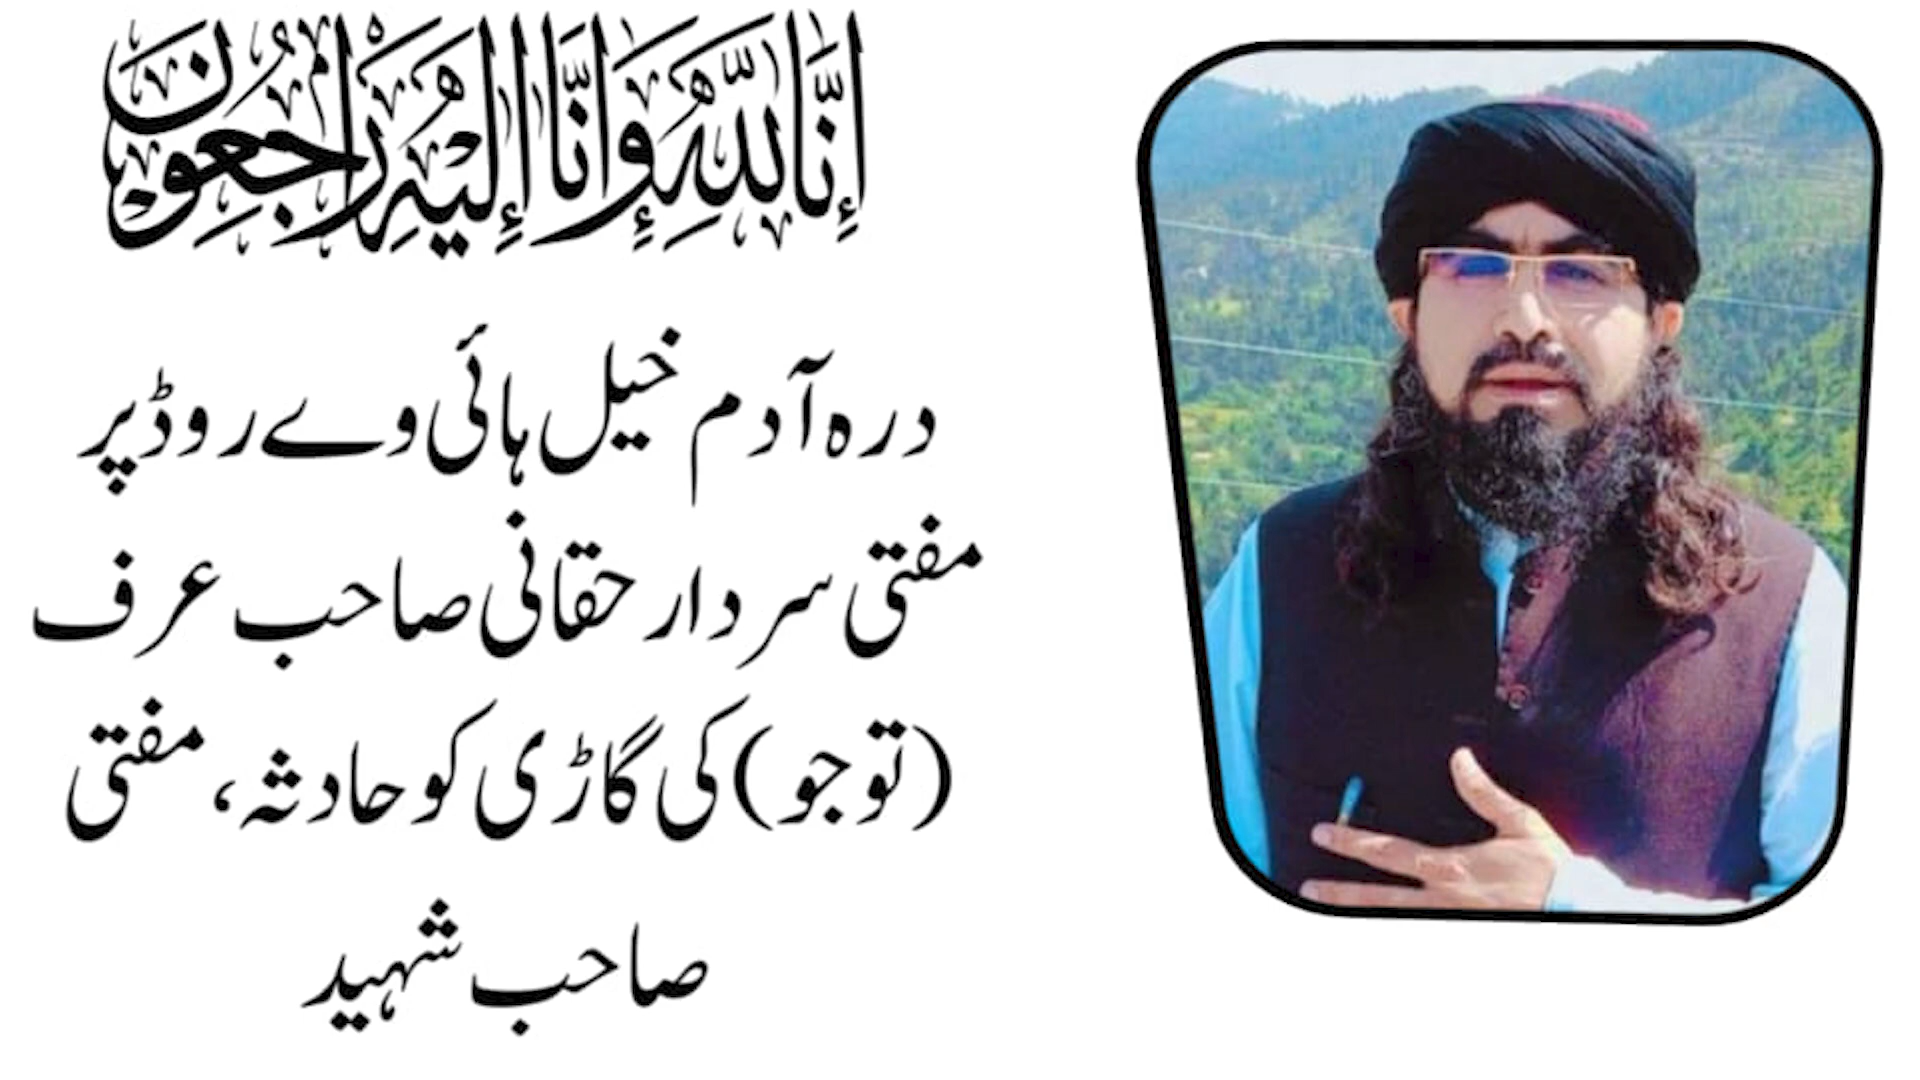 إِنَّا لِلّٰهِ وَإِنَّا إِلَيْهِ رَاجِعُونَ
درہ آدم خیل ہائی وے روڈ پر
مفتی سردار حقانی صاحب عرف
(توجو) کی گاڑی کو حادثہ، مفتی
صاحب شہید